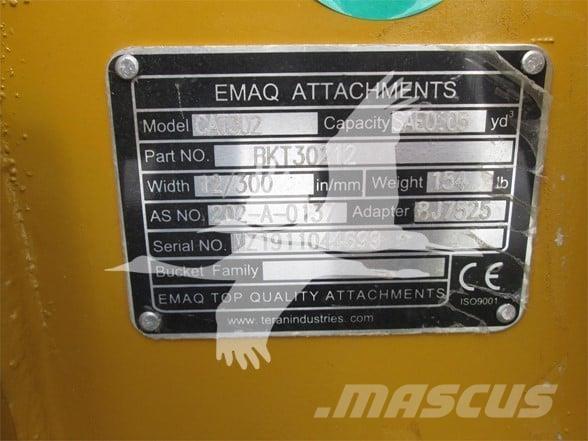 EMAQ ATTACHMENTS
Model CAT302 Capacity yd³
Part NO.
Width 12/300 in/mm Weight lb
AS NO. 202-A-0137 Adapter BJ7525
Serial NO.
Bucket Family
CE
EMAQ TOP QUALITY ATTACHMENTS
ISO9001
www.teranindustries.com
MASCUS